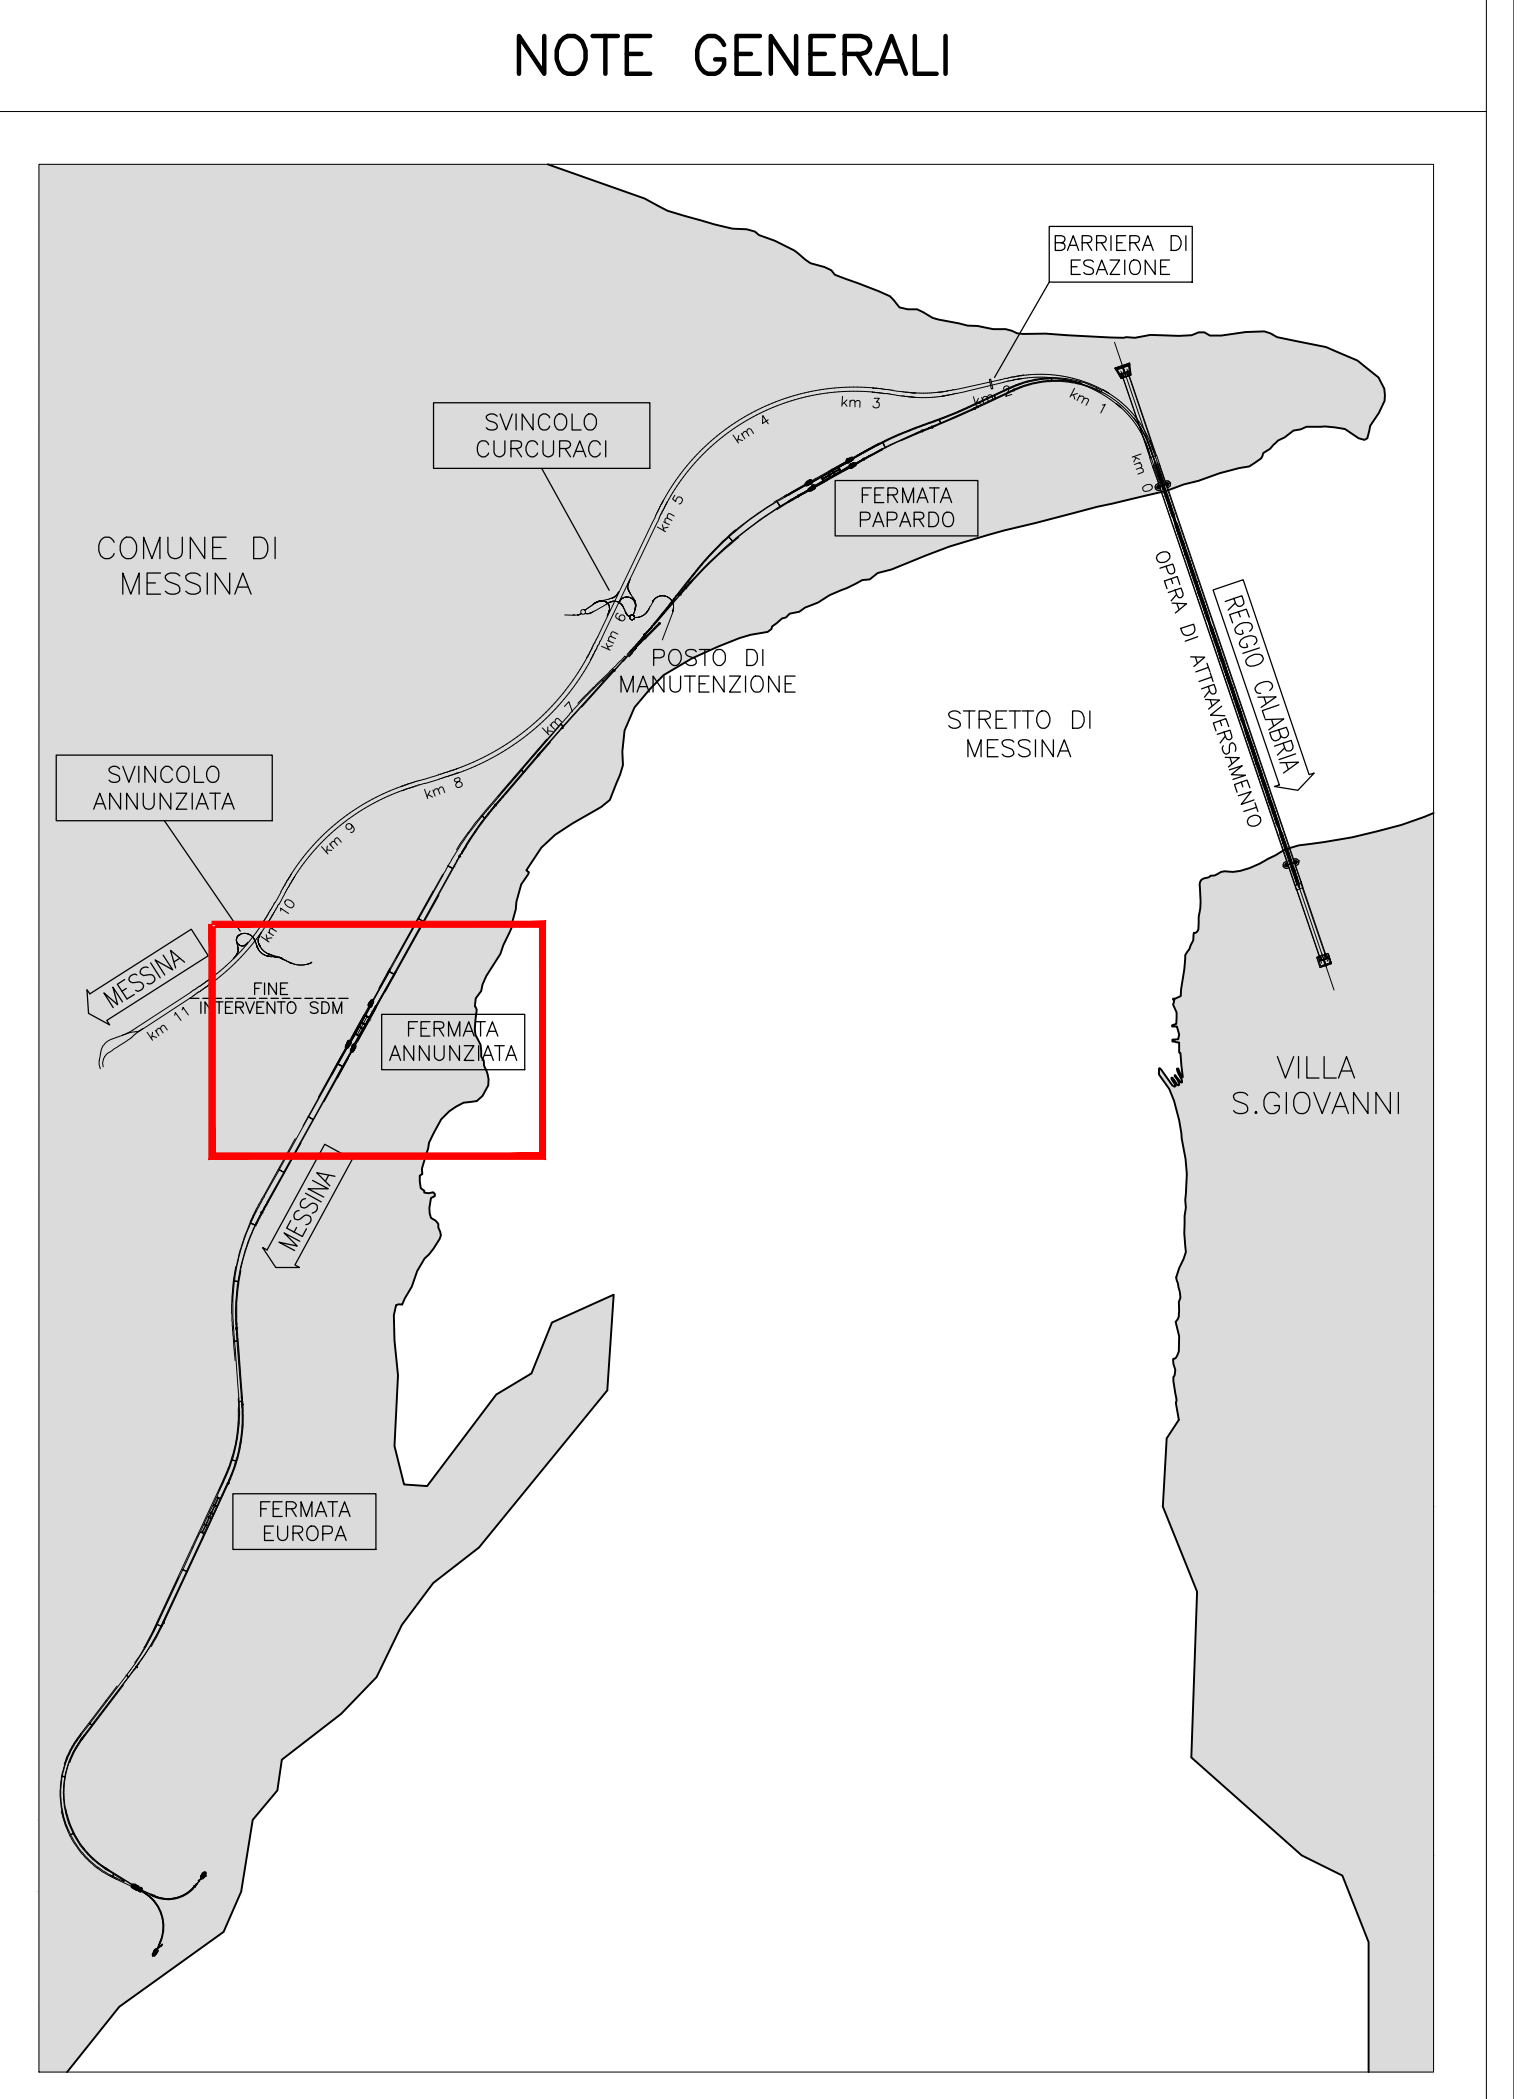 NOTE GENERALI
BARRIERA DI
ESAZIONE
SVINCOLO
CURCURACI
km 3
km 2
km 1
km 4
km 0
FERMATA
PAPARDO
km 5
COMUNE DI
MESSINA
km 6
POSTO DI
MANUTENZIONE
OPERA DI ATTRAVERSAMENTO
REGGIO CALABRIA
STRETTO DI
MESSINA
km 7
SVINCOLO
ANNUNZIATA
km 8
km 9
km 10
MESSINA
FINE
INTERVENTO SDM
km 11
FERMATA
ANNUNZIATA
VILLA
S.GIOVANNI
MESSINA
FERMATA
EUROPA